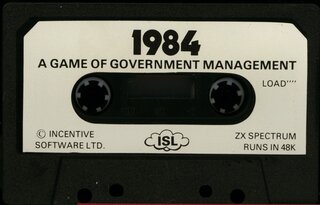 1984
A GAME OF GOVERNMENT MANAGEMENT
LOAD""
© INCENTIVE
SOFTWARE LTD.
ISL
ZX SPECTRUM
RUNS IN 48K